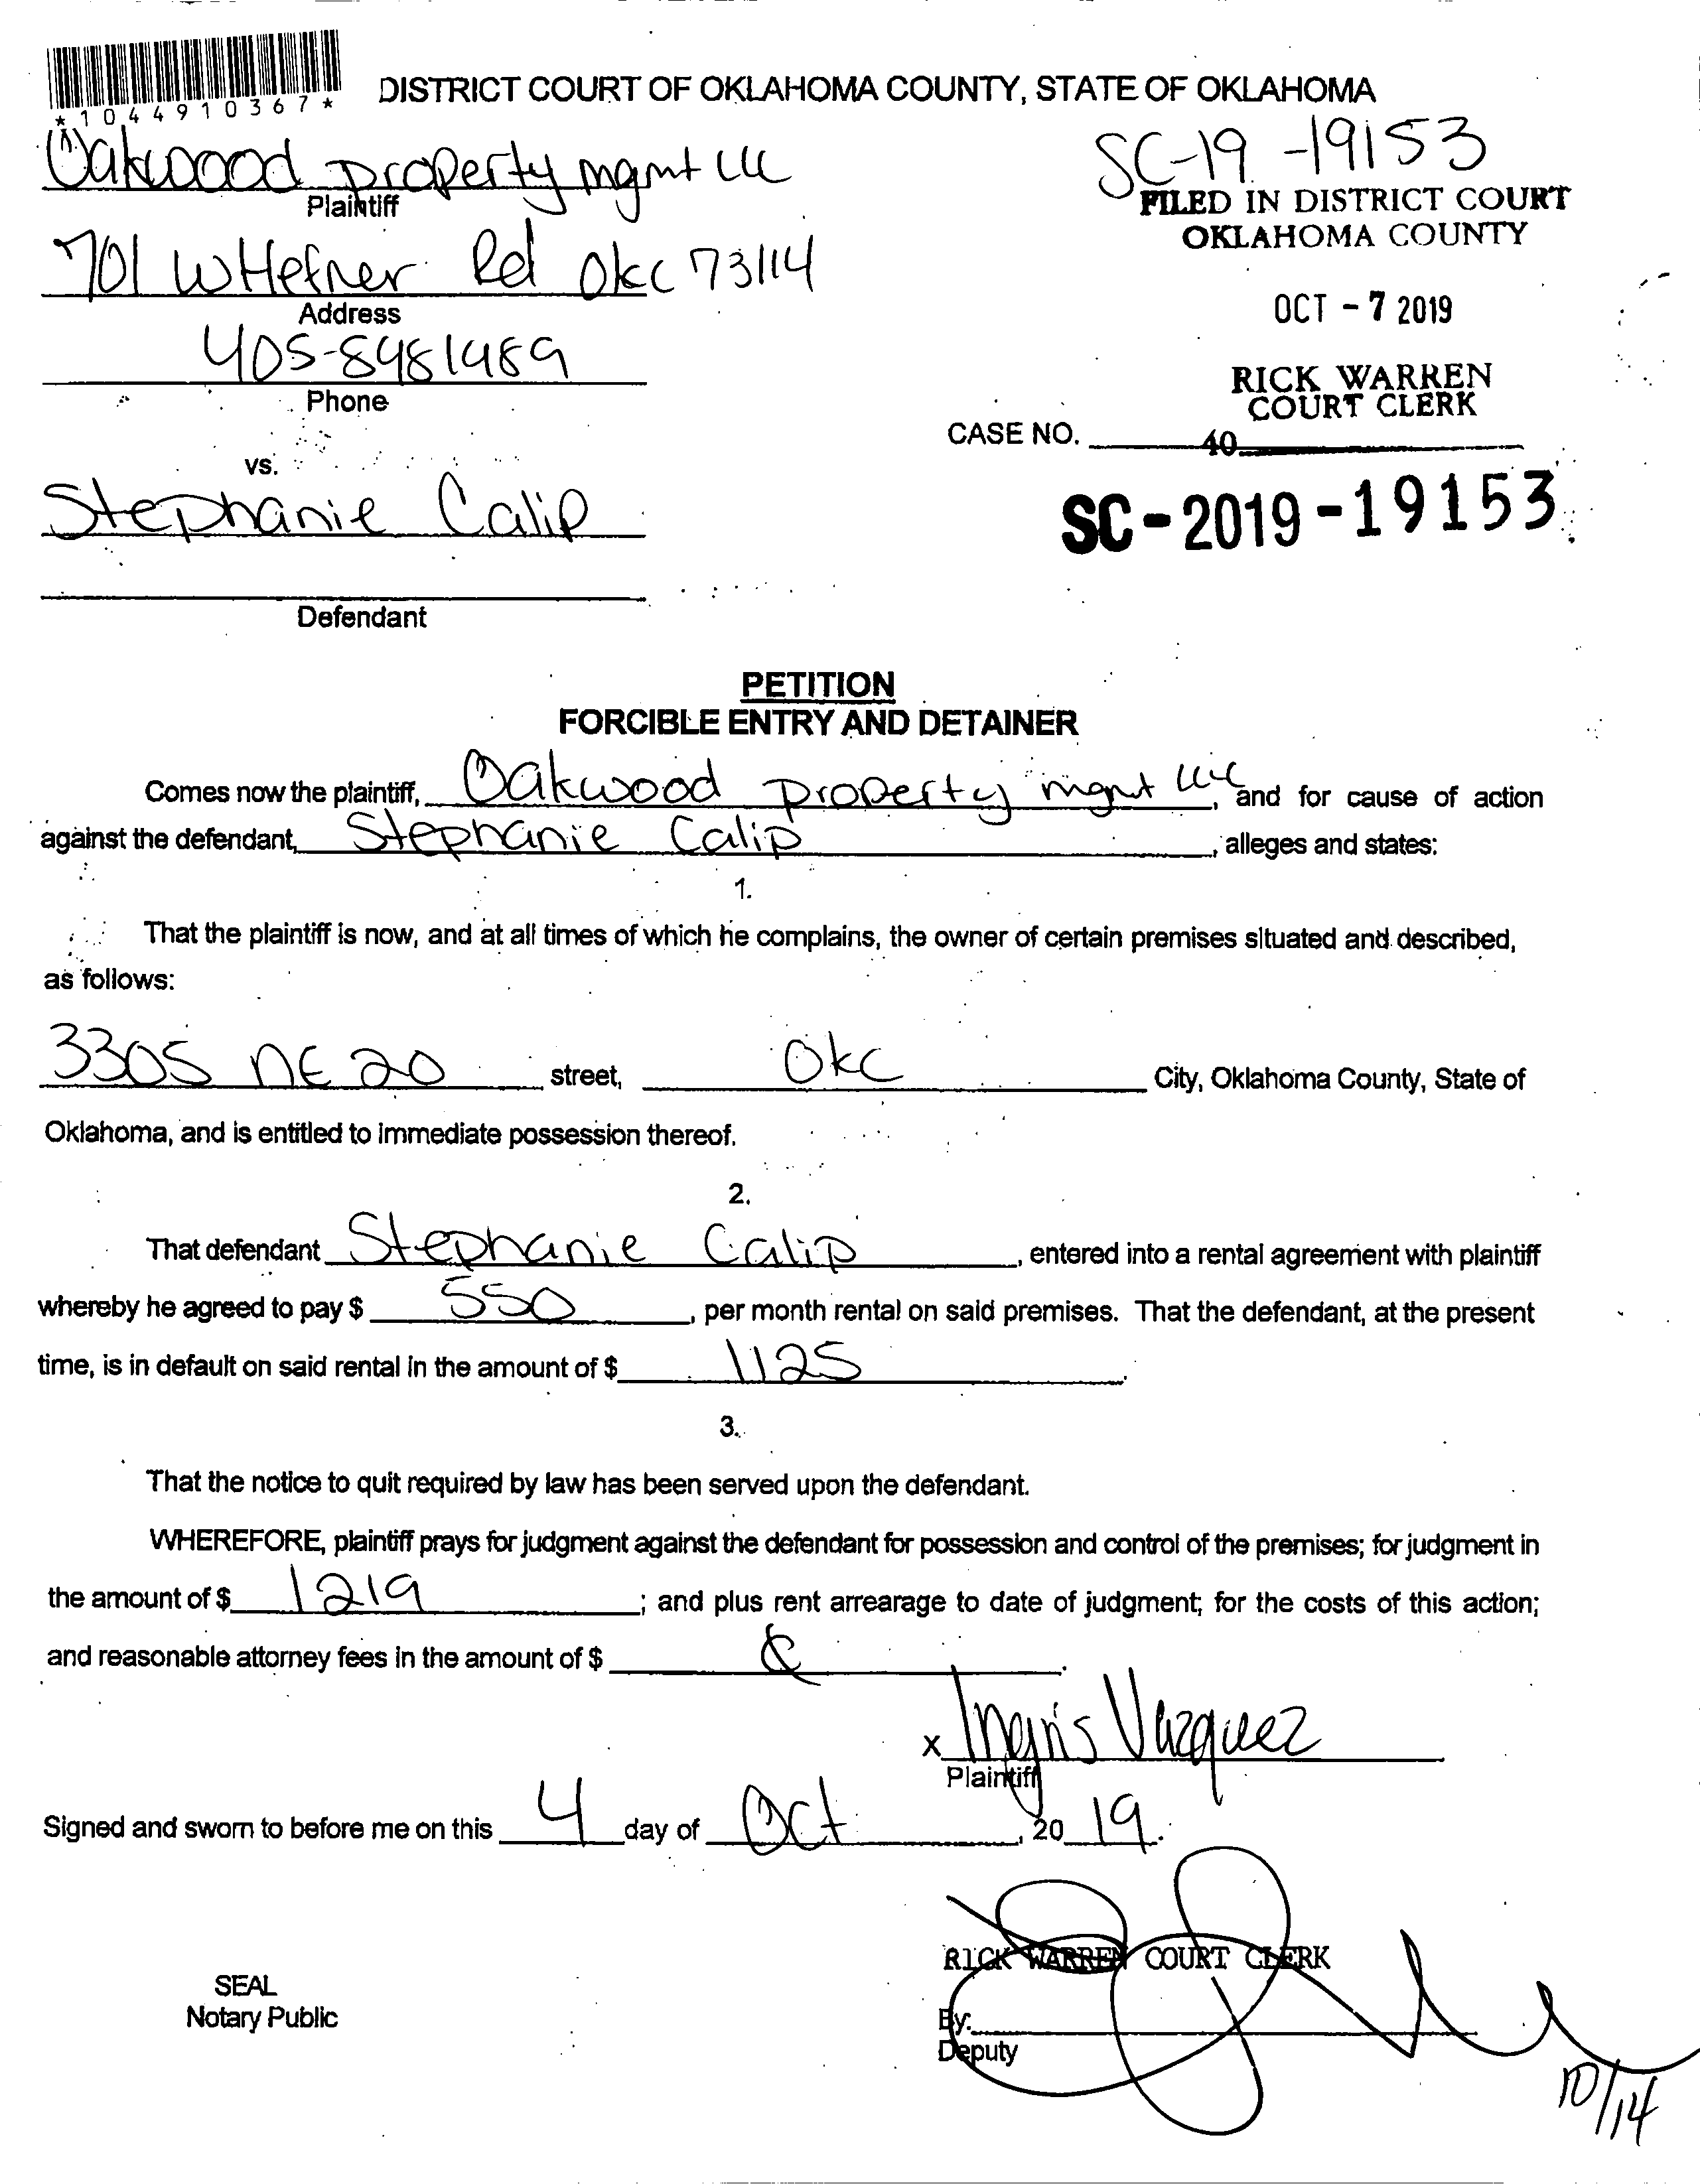 *1044910367*
DISTRICT COURT OF OKLAHOMA COUNTY, STATE OF OKLAHOMA
Oakwood property mgmt LLC
Plaintiff
SC-19-19153
FILED IN DISTRICT COURT
OKLAHOMA COUNTY
701 W Hefner Rd Okc 73114
Address
OCT - 7 2019
405-8481489
Phone
RICK WARREN
COURT CLERK
CASE NO.
40
vs.
Stephanie Calip
SC-2019-19153
Defendant
PETITION
FORCIBLE ENTRY AND DETAINER
Comes now the plaintiff, Oakwood property mgmt LLC, and for cause of action
against the defendant, Stephanie Calip, alleges and states:
1.
That the plaintiff is now, and at all times of which he complains, the owner of certain premises situated and described,
as follows:
3305 NE 20 street, Okc City, Oklahoma County, State of
Oklahoma, and is entitled to immediate possession thereof.
2.
That defendant Stephanie Calip, entered into a rental agreement with plaintiff
whereby he agreed to pay $ 550, per month rental on said premises. That the defendant, at the present
time, is in default on said rental in the amount of $ 1125.
3.
That the notice to quit required by law has been served upon the defendant.
WHEREFORE, plaintiff prays for judgment against the defendant for possession and control of the premises; for judgment in
the amount of $ 1219; and plus rent arrearage to date of judgment; for the costs of this action;
and reasonable attorney fees in the amount of $.
x Vazquez
Plaintiff
Signed and sworn to before me on this 4 day of Oct, 20 19.
RICK WARREN COURT CLERK
SEAL
Notary Public
By:
Deputy
10/14